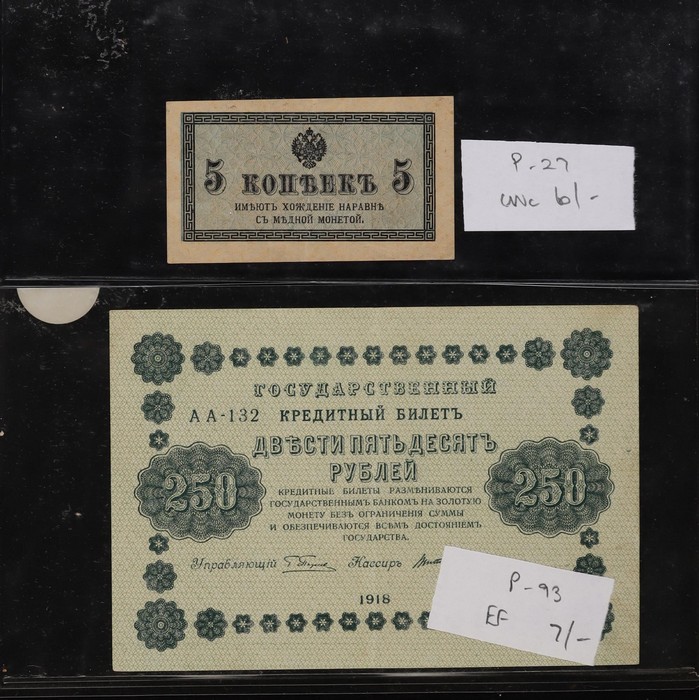 5 КОПѢЕКЪ 5
ИМѢЮТЪ ХОЖДЕНІЕ НАРАВНѢ
СЪ МѢДНОЙ МОНЕТОЙ.
P-27
UNC 6/-
ГОСУДАРСТВЕННЫЙ
АА-132 КРЕДИТНЫЙ БИЛЕТЪ
ДВѢСТИ ПЯТЬДЕСЯТЪ
РУБЛЕЙ
250 250
КРЕДИТНЫЕ БИЛЕТЫ РАЗМѢНИВАЮТСЯ
ГОСУДАРСТВЕННЫМЪ БАНКОМЪ НА ЗОЛОТУЮ
МОНЕТУ БЕЗЪ ОГРАНИЧЕНІЯ СУММЫ
И ОБЕЗПЕЧИВАЮТСЯ ВСѢМЪ ДОСТОЯНІЕМЪ
ГОСУДАРСТВА.
Управляющій Кассиръ
1918
P-93
EF 7/-